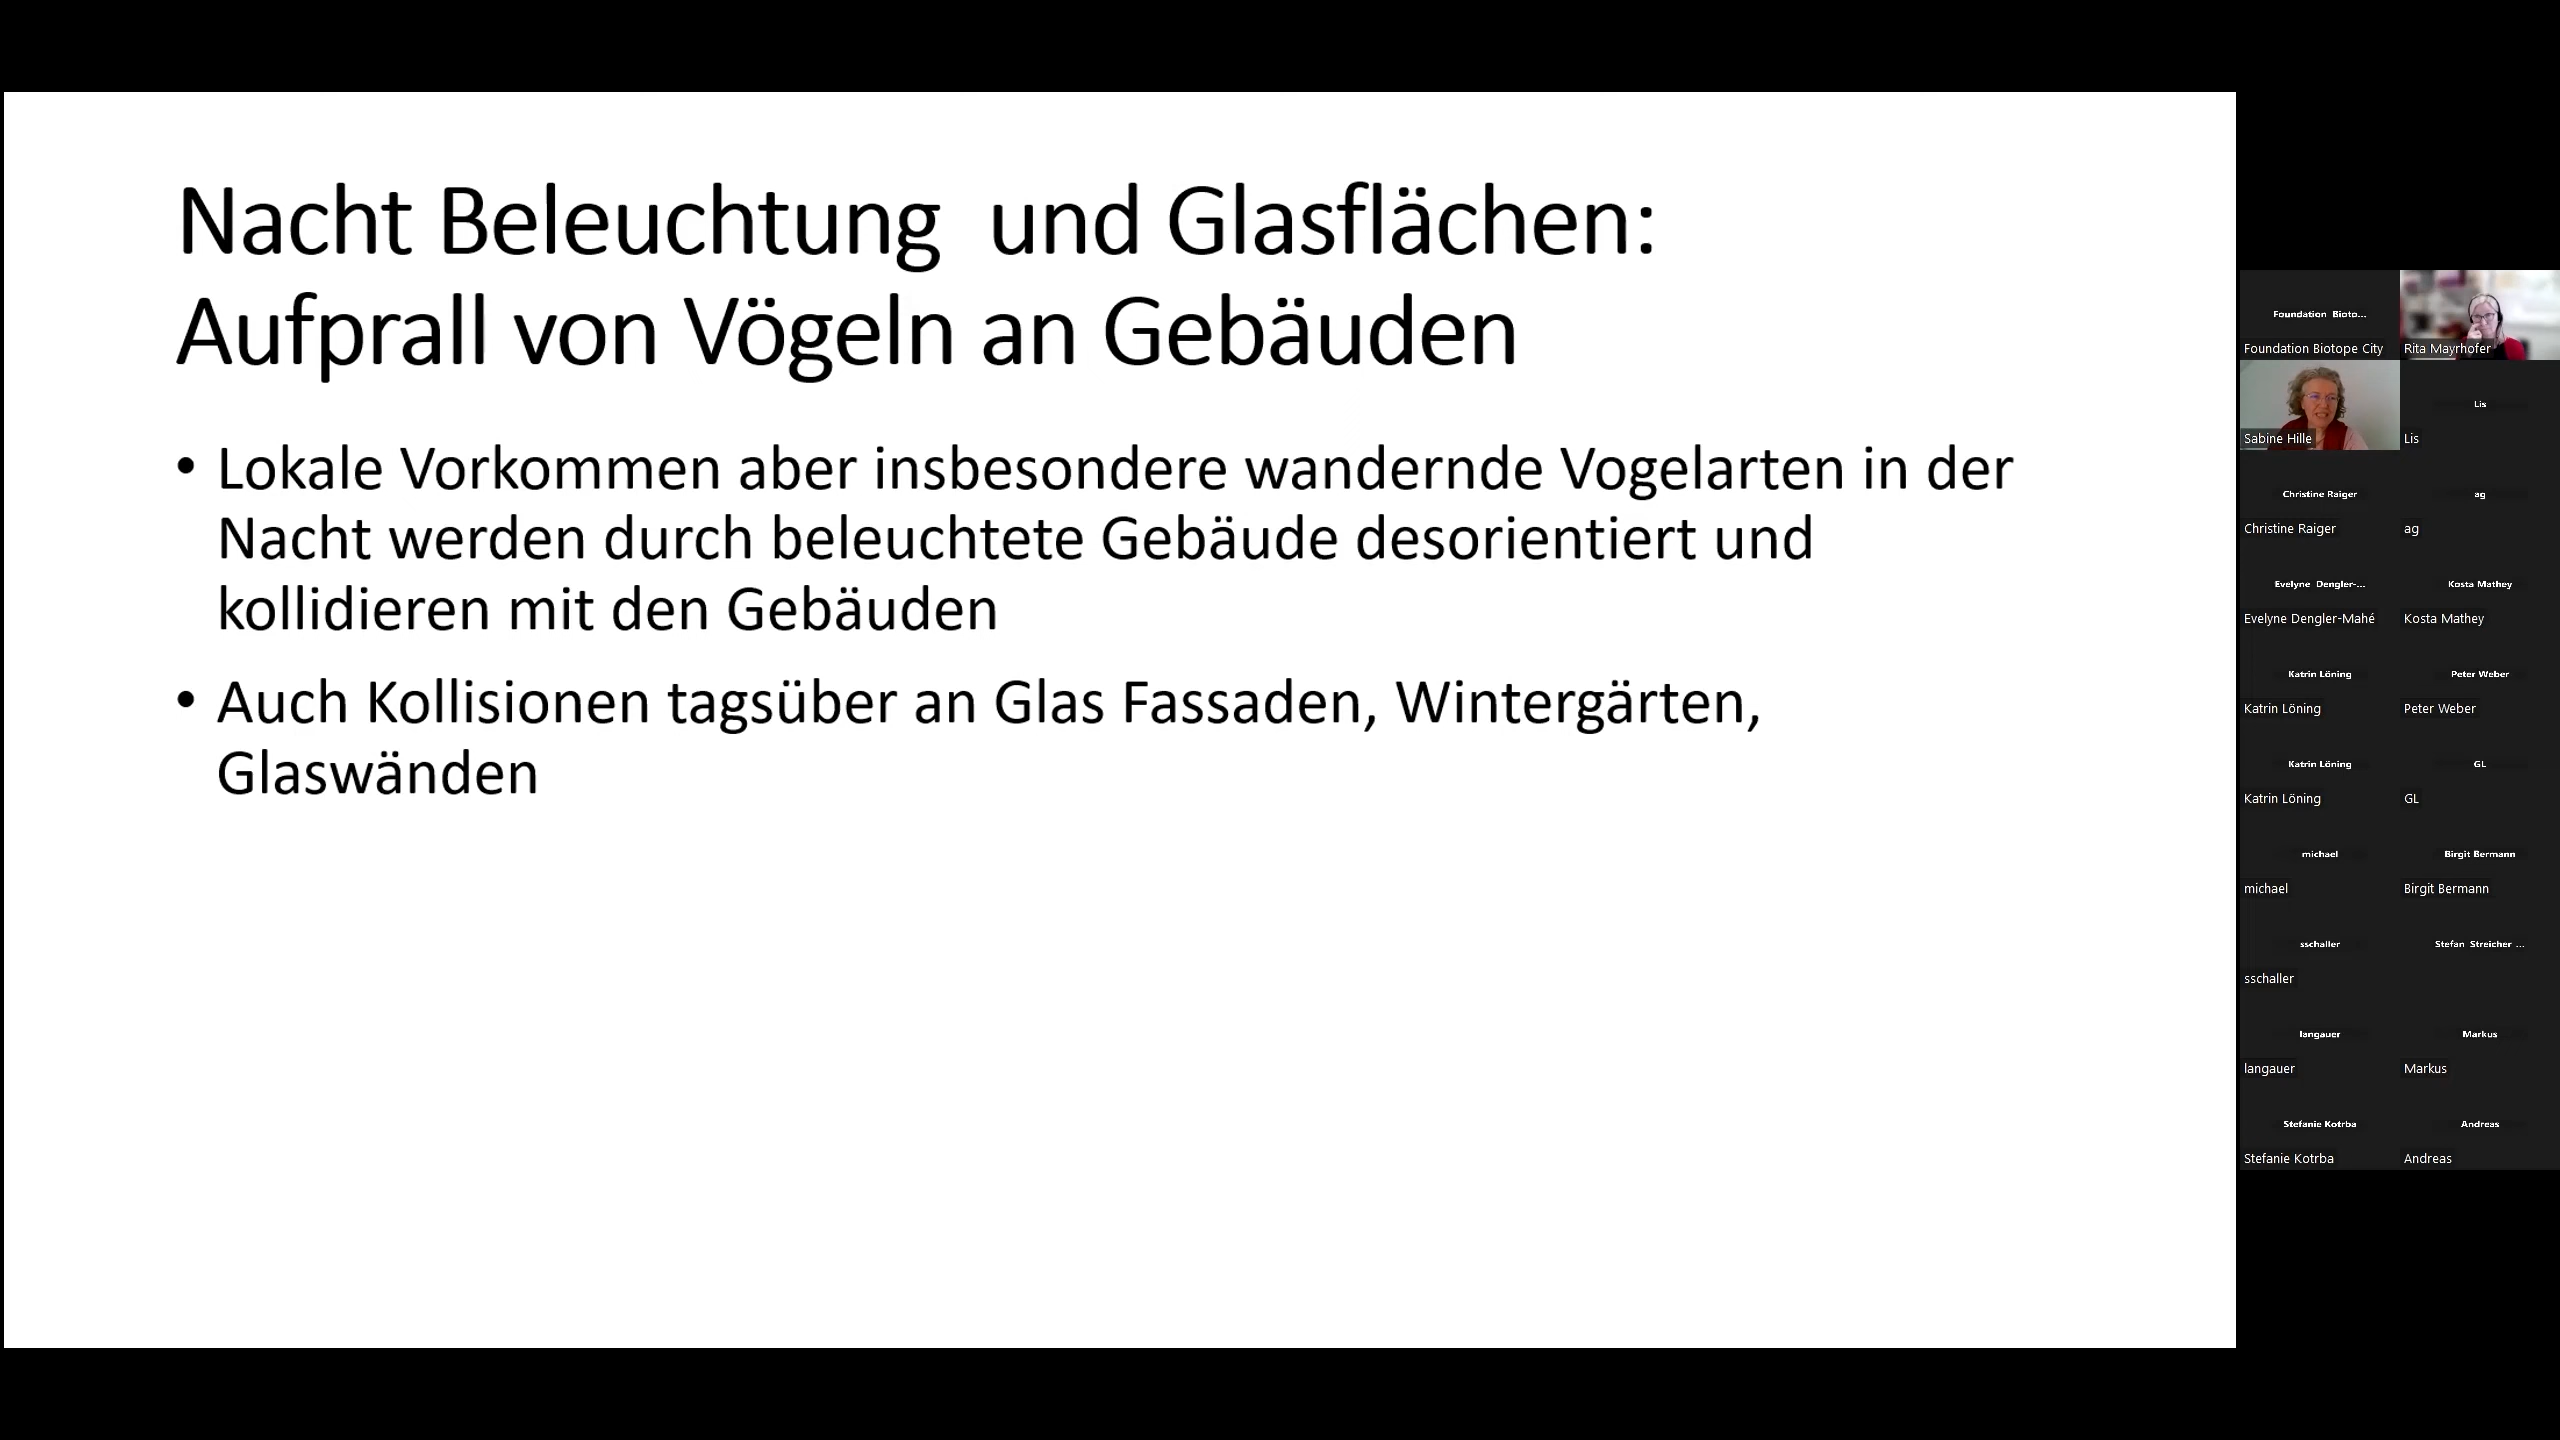 Nacht Beleuchtung  und Glasflächen:
Aufprall von Vögeln an Gebäuden
• Lokale Vorkommen aber insbesondere wandernde Vogelarten in der
Nacht werden durch beleuchtete Gebäude desorientiert und
kollidieren mit den Gebäuden
• Auch Kollisionen tagsüber an Glas Fassaden, Wintergärten,
Glaswänden
Foundation Bioto...
Foundation Biotope City
Rita Mayrhofer
Sabine Hille
Lis
Lis
Christine Raiger
Christine Raiger
ag
ag
Evelyne Dengler-...
Evelyne Dengler-Mahé
Kosta Mathey
Kosta Mathey
Katrin Löning
Katrin Löning
Peter Weber
Peter Weber
Katrin Löning
Katrin Löning
GL
GL
michael
michael
Birgit Bermann
Birgit Bermann
sschaller
sschaller
Stefan Streicher ...
langauer
langauer
Markus
Markus
Stefanie Kotrba
Stefanie Kotrba
Andreas
Andreas